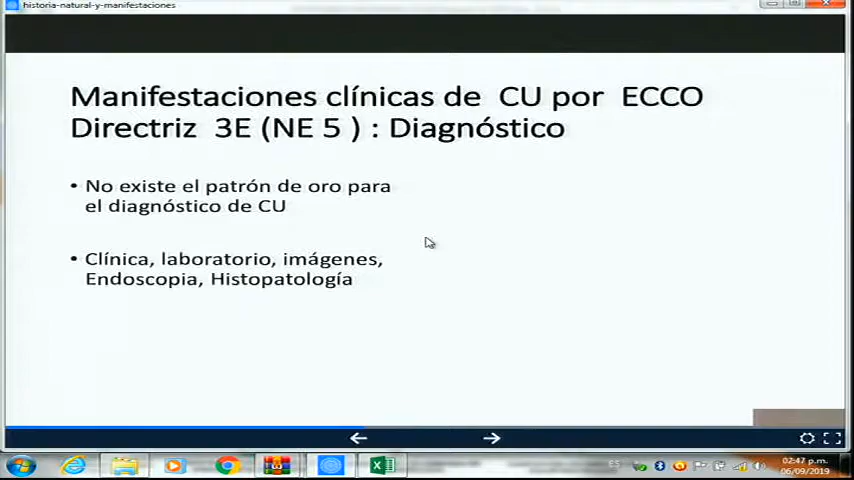 historia-natural-y-manifestaciones
Manifestaciones clínicas de CU por ECCO
Directriz 3E (NE 5 ) : Diagnóstico
• No existe el patrón de oro para
el diagnóstico de CU
• Clínica, laboratorio, imágenes,
Endoscopia, Histopatología
ES
02:47 p.m.
06/09/2019